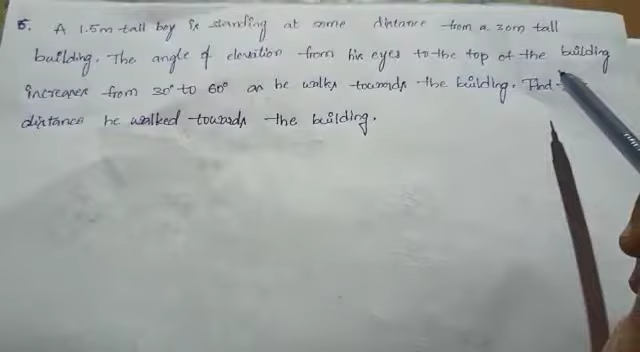 5. A 1.5m tall boy is standing at some distance from a 30m tall
building. The angle of elevation from his eyes to the top of the building
increases from 30° to 60° as he walks towards the building. Find
distance he walked towards the building.